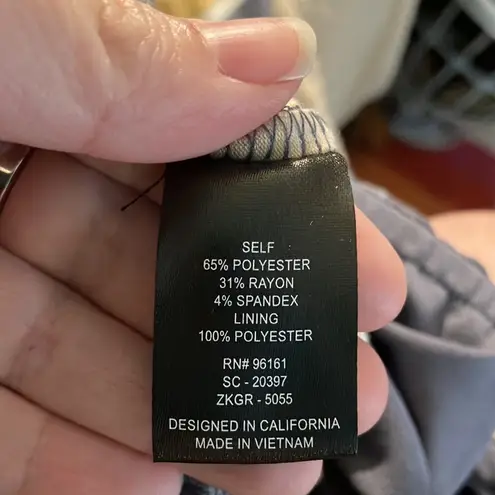 SELF
65% POLYESTER
31% RAYON
4% SPANDEX
LINING
100% POLYESTER
RN# 96161
SC - 20397
ZKGR - 5055
DESIGNED IN CALIFORNIA
MADE IN VIETNAM